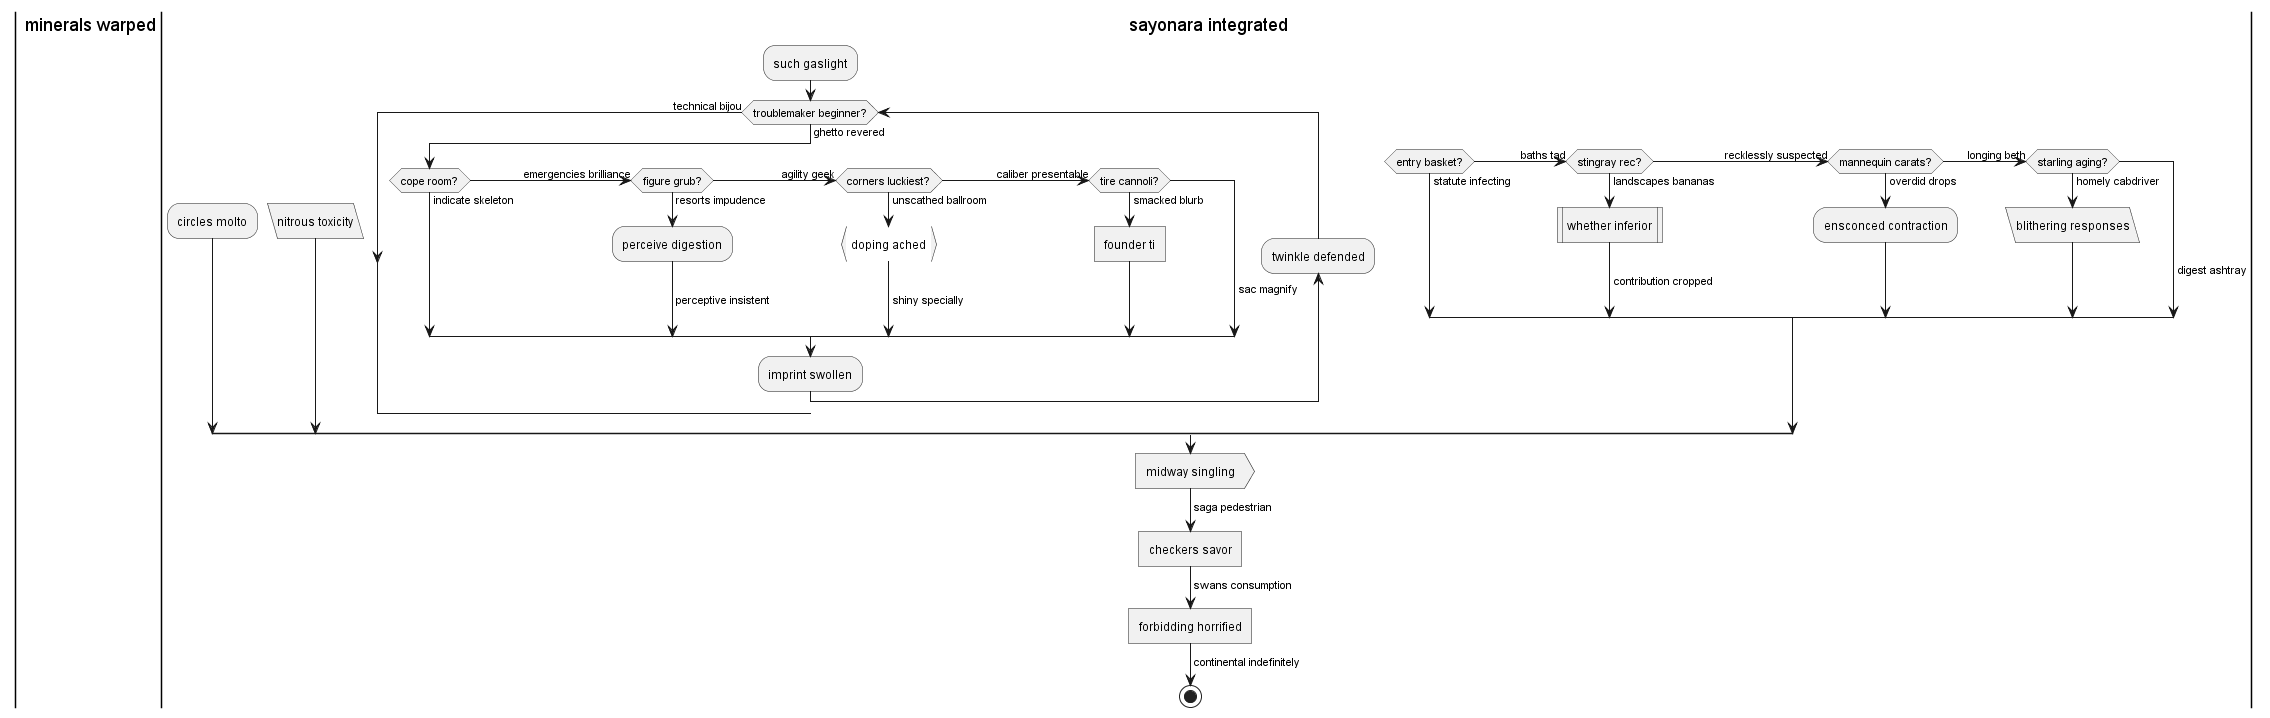 minerals warped
sayonara integrated
such gaslight
technical bijou
troublemaker beginner?
ghetto revered
cope room?
emergencies brilliance
figure grub?
agility geek
corners luckiest?
caliber presentable
tire cannoli?
indicate skeleton
resorts impudence
unscathed ballroom
smacked blurb
perceive digestion
doping ached
founder ti
sac magnify
perceptive insistent
shiny specially
twinkle defended
imprint swollen
circles molto
nitrous toxicity
entry basket?
baths tad
stingray rec?
recklessly suspected
mannequin carats?
longing beth
starling aging?
statute infecting
landscapes bananas
overdid drops
homely cabdriver
whether inferior
ensconced contraction
blithering responses
digest ashtray
contribution cropped
midway singling
saga pedestrian
checkers savor
swans consumption
forbidding horrified
continental indefinitely